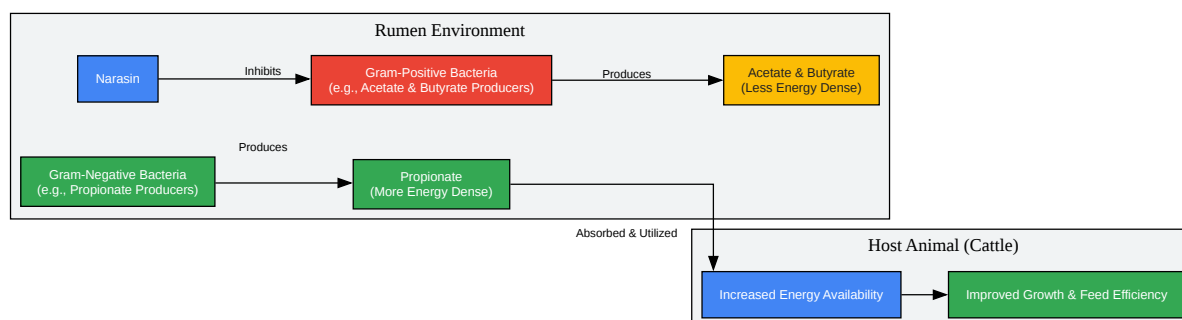 Rumen Environment
Narasin
Inhibits
Gram-Positive Bacteria
(e.g., Acetate & Butyrate Producers)
Produces
Acetate & Butyrate
(Less Energy Dense)
Gram-Negative Bacteria
(e.g., Propionate Producers)
Produces
Propionate
(More Energy Dense)
Absorbed & Utilized
Host Animal (Cattle)
Increased Energy Availability
Improved Growth & Feed Efficiency